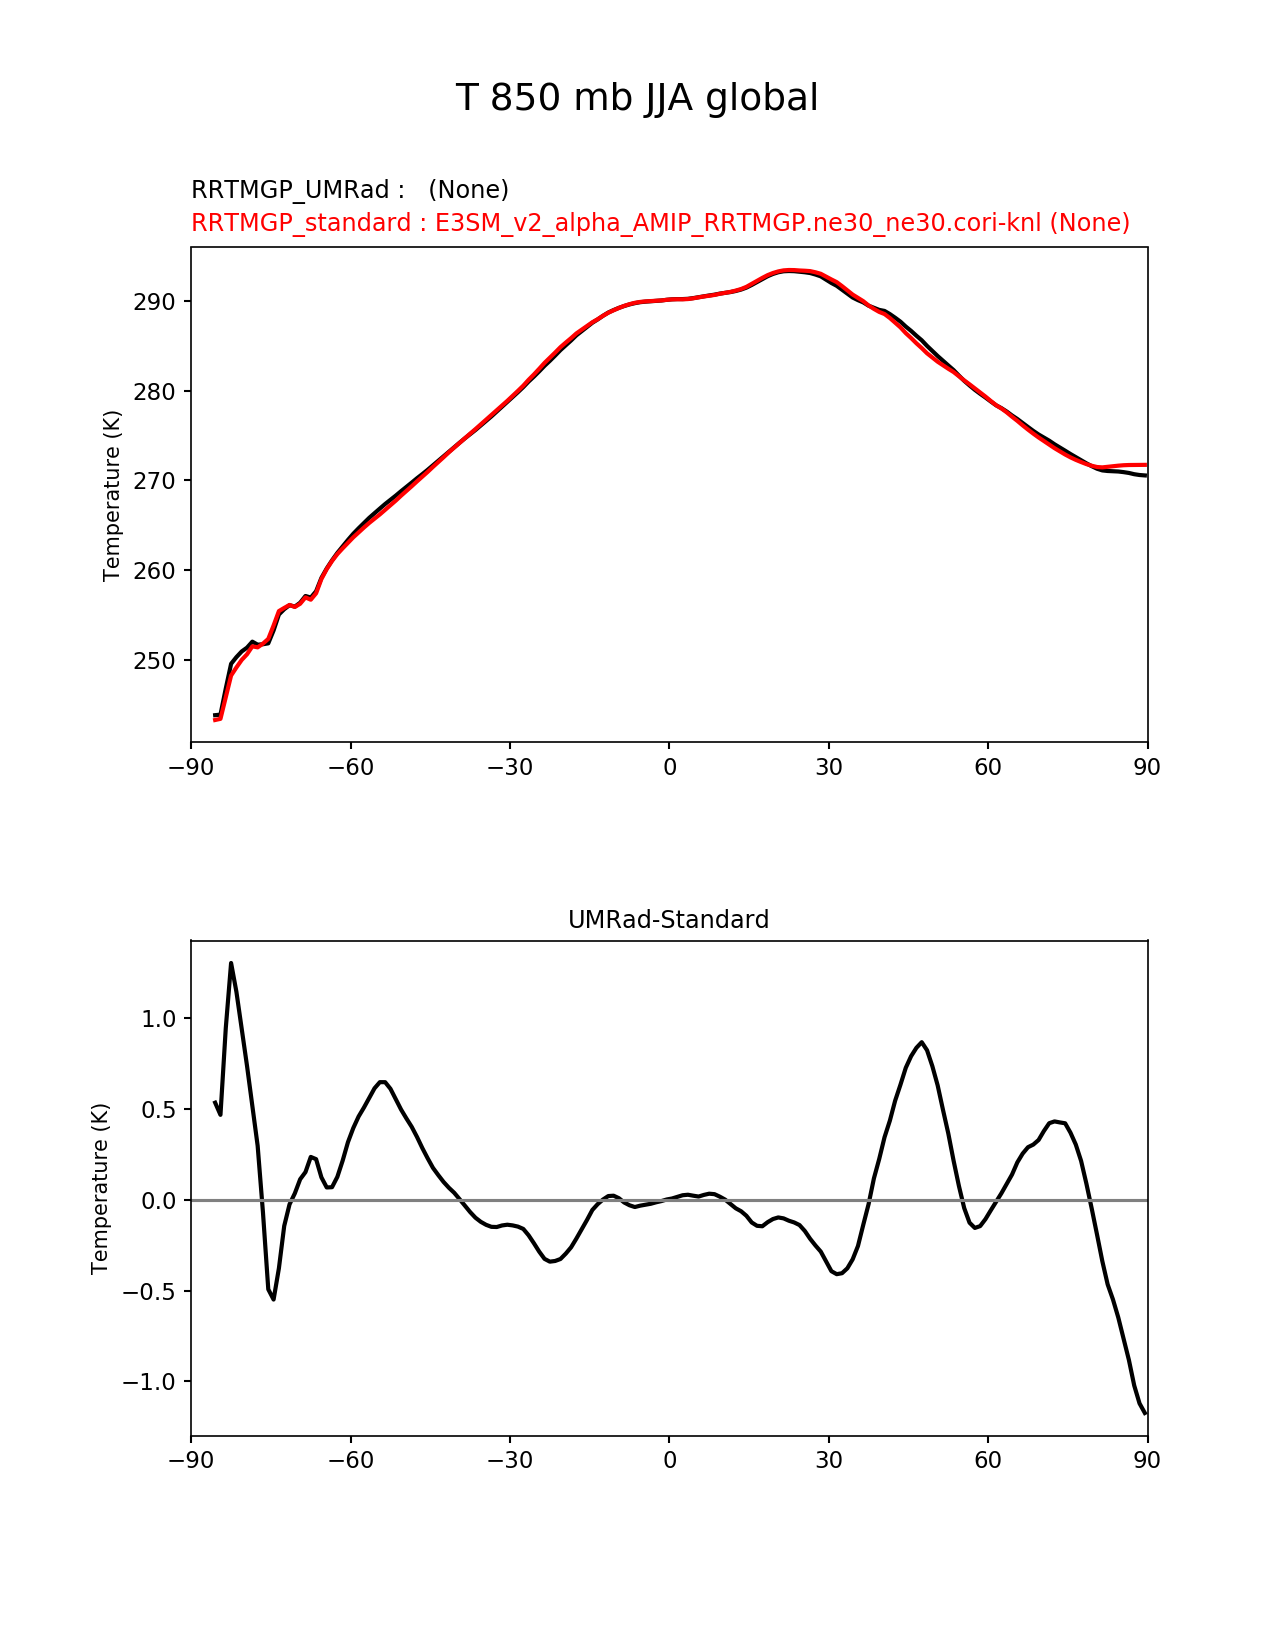 T 850 mb JJA global
RRTMGP_UMRad :   (None)
RRTMGP_standard : E3SM_v2_alpha_AMIP_RRTMGP.ne30_ne30.cori-knl (None)
Temperature (K)
290
280
270
260
250
−90 −60 −30 0 30 60 90
UMRad-Standard
Temperature (K)
1.0
0.5
0.0
−0.5
−1.0
−90 −60 −30 0 30 60 90